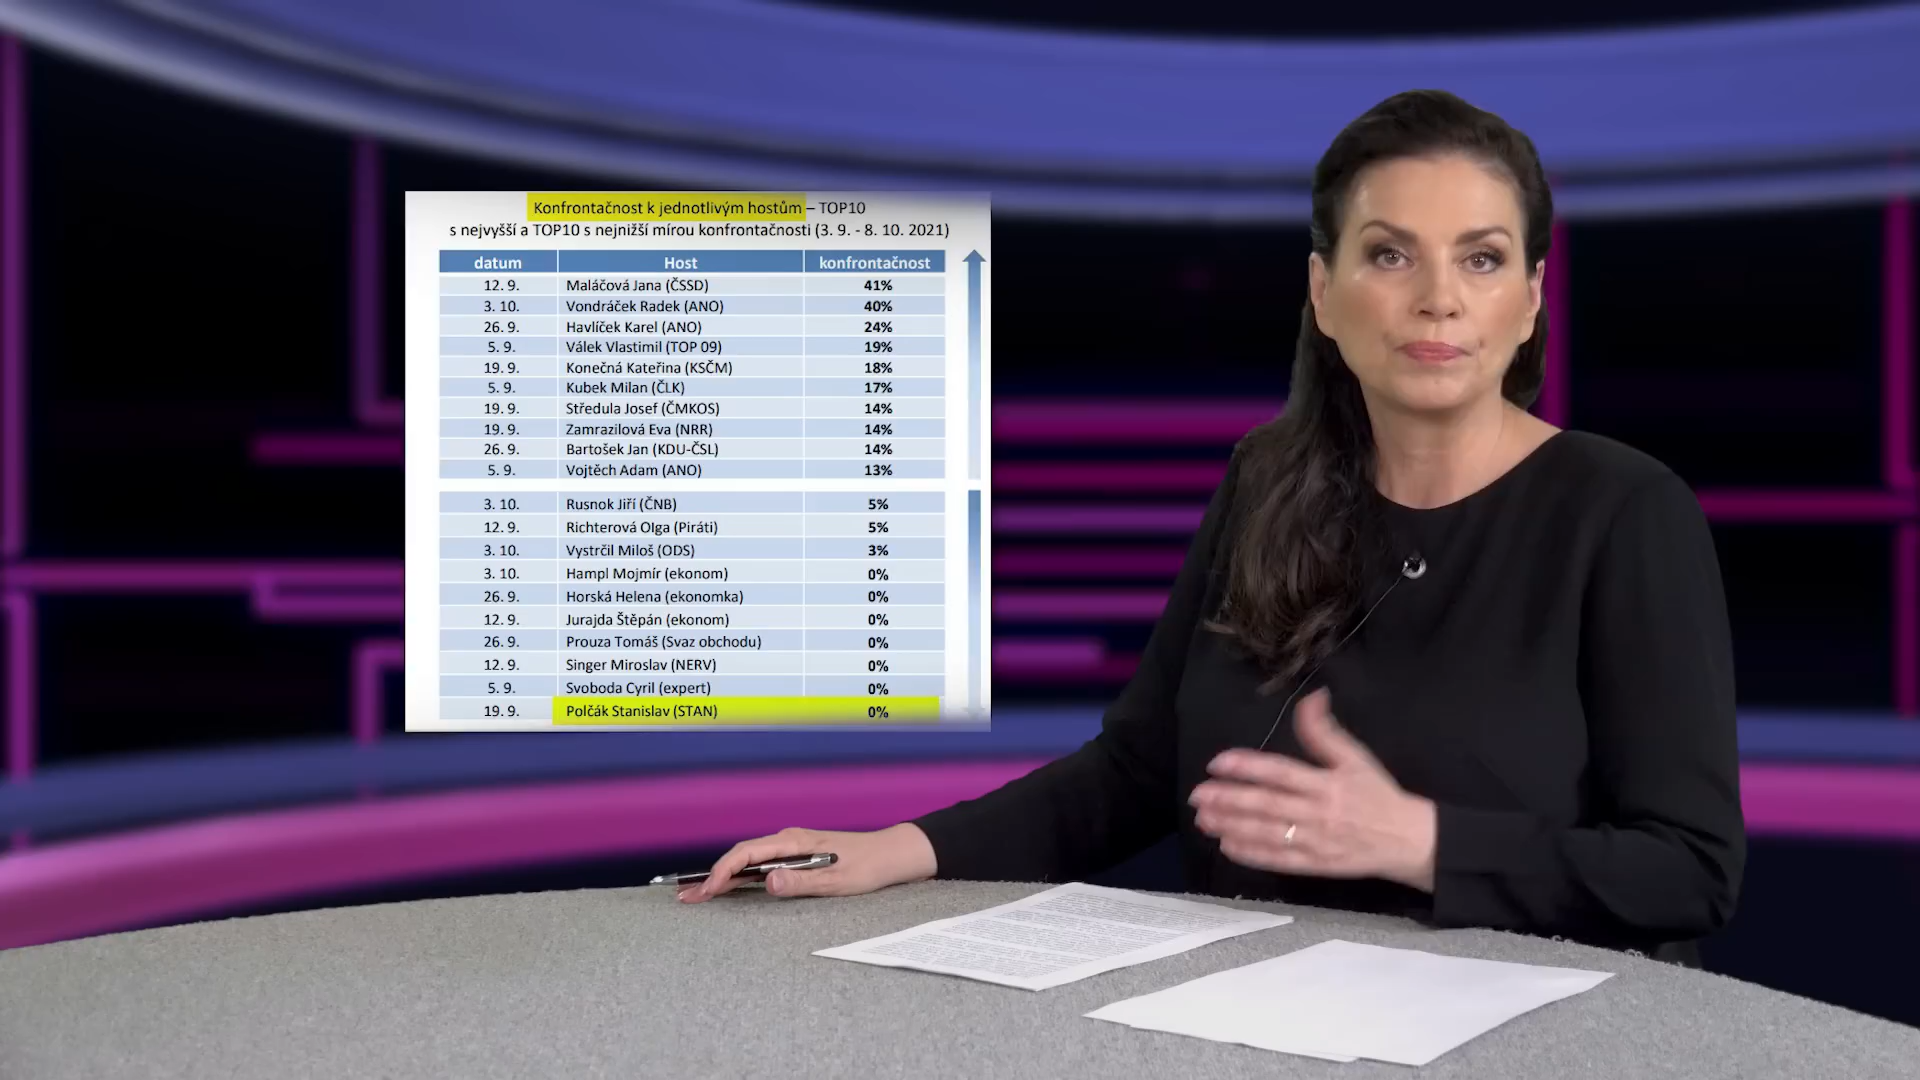 Konfrontačnost k jednotlivým hostům – TOP10
s nejvyšší a TOP10 s nejnižší mírou konfrontačnosti (3. 9. - 8. 10. 2021)
datum Host konfrontačnost
12. 9. Maláčová Jana (ČSSD) 41%
3. 10. Vondráček Radek (ANO) 40%
26. 9. Havlíček Karel (ANO) 24%
5. 9. Válek Vlastimil (TOP 09) 19%
19. 9. Konečná Kateřina (KSČM) 18%
5. 9. Kubek Milan (ČLK) 17%
19. 9. Středula Josef (ČMKOS) 14%
19. 9. Zamrazilová Eva (NRR) 14%
26. 9. Bartošek Jan (KDU-ČSL) 14%
5. 9. Vojtěch Adam (ANO) 13%
3. 10. Rusnok Jiří (ČNB) 5%
12. 9. Richterová Olga (Piráti) 5%
3. 10. Vystrčil Miloš (ODS) 3%
3. 10. Hampl Mojmír (ekonom) 0%
26. 9. Horská Helena (ekonomka) 0%
12. 9. Jurajda Štěpán (ekonom) 0%
26. 9. Prouza Tomáš (Svaz obchodu) 0%
12. 9. Singer Miroslav (NERV) 0%
5. 9. Svoboda Cyril (expert) 0%
19. 9. Polčák Stanislav (STAN) 0%